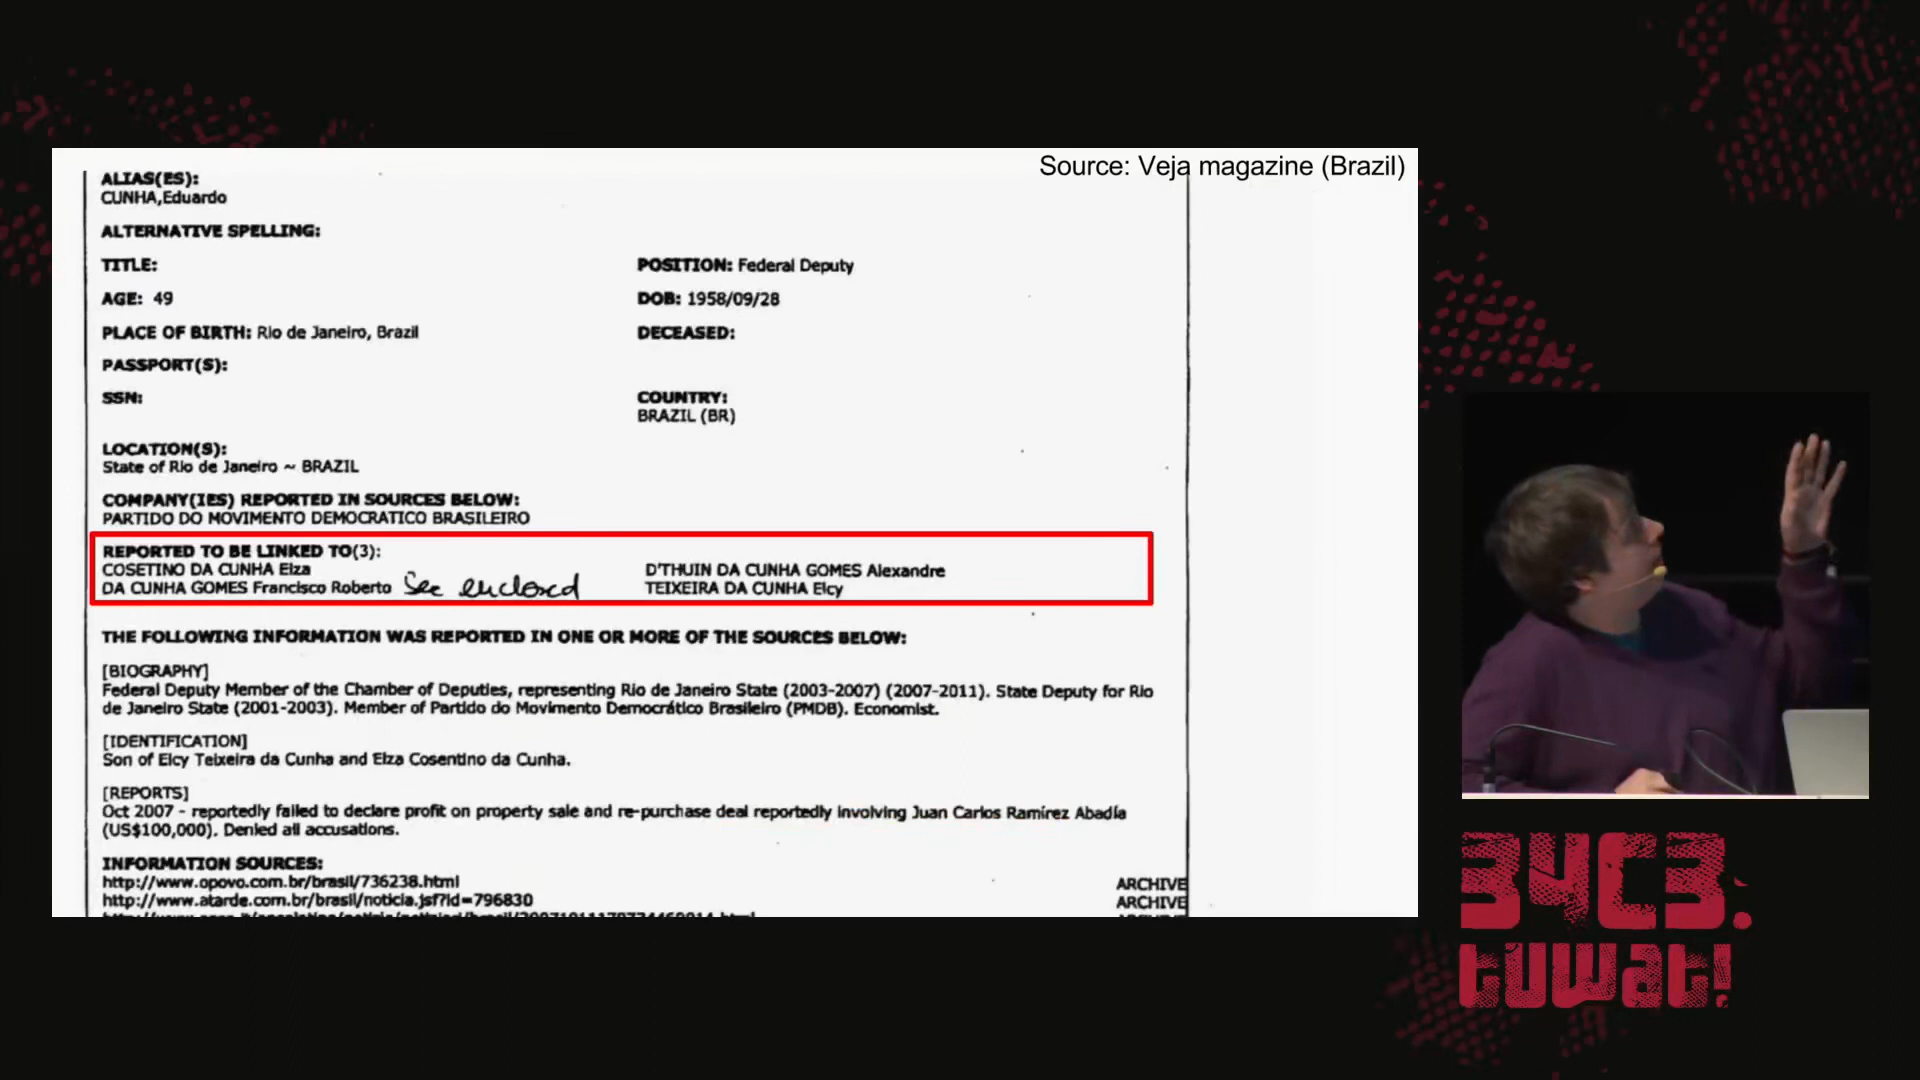 Source: Veja magazine (Brazil)
ALIAS(ES):
CUNHA,Eduardo
ALTERNATIVE SPELLING:
TITLE:
POSITION: Federal Deputy
AGE: 49
DOB: 1958/09/28
PLACE OF BIRTH: Rio de Janeiro, Brazil
DECEASED:
PASSPORT(S):
SSN:
COUNTRY:
BRAZIL (BR)
LOCATION(S):
State of Rio de Janeiro ~ BRAZIL
COMPANY(IES) REPORTED IN SOURCES BELOW:
PARTIDO DO MOVIMENTO DEMOCRATICO BRASILEIRO
REPORTED TO BE LINKED TO(3):
COSETINO DA CUNHA Elza
D'THUIN DA CUNHA GOMES Alexandre
DA CUNHA GOMES Francisco Roberto See enclosed
TEIXEIRA DA CUNHA Elcy
THE FOLLOWING INFORMATION WAS REPORTED IN ONE OR MORE OF THE SOURCES BELOW:
[BIOGRAPHY]
Federal Deputy Member of the Chamber of Deputies, representing Rio de Janeiro State (2003-2007) (2007-2011). State Deputy for Rio
de Janeiro State (2001-2003). Member of Partido do Movimento Democrático Brasileiro (PMDB). Economist.
[IDENTIFICATION]
Son of Elcy Teixeira da Cunha and Elza Cosentino da Cunha.
[REPORTS]
Oct 2007 - reportedly failed to declare profit on property sale and re-purchase deal reportedly involving Juan Carlos Ramírez Abadía
(US$100,000). Denied all accusations.
INFORMATION SOURCES:
http://www.opovo.com.br/brasil/736238.html
ARCHIVE
http://www.atarde.com.br/brasil/noticia.jsf?id=796830
ARCHIVE
34C3.
tuwat!